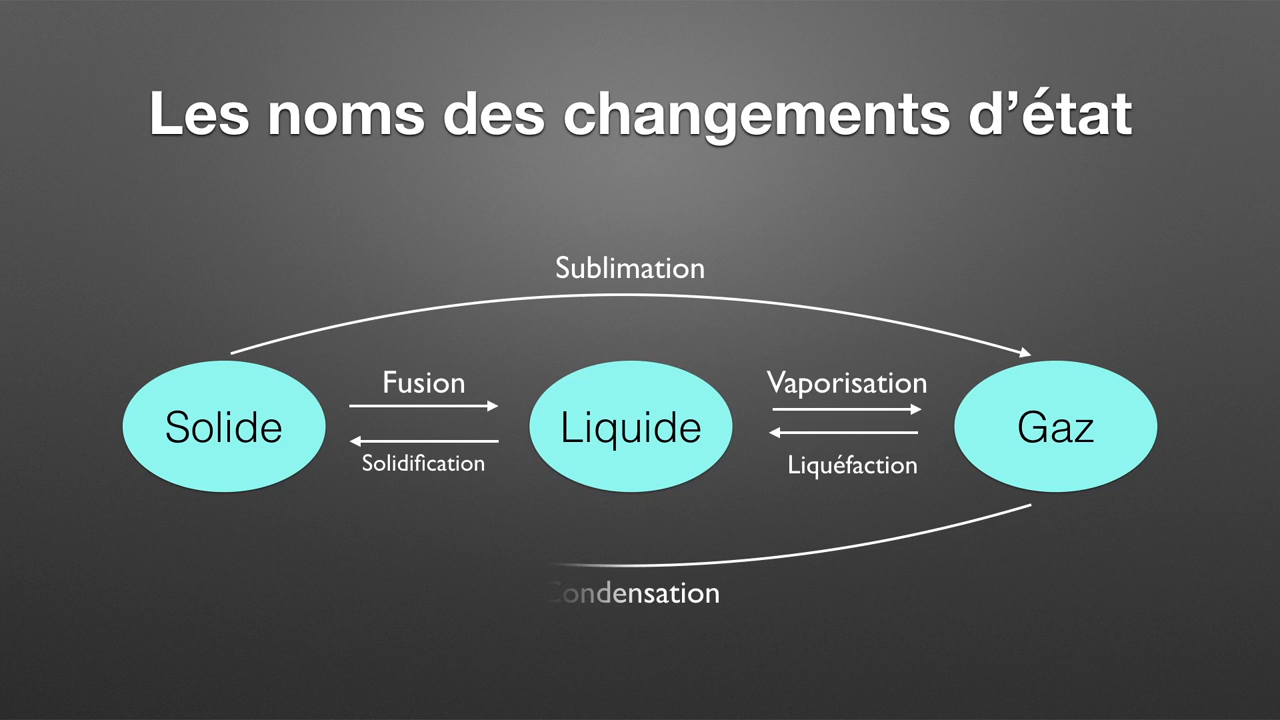 Les noms des changements d’état
Sublimation
Fusion
Vaporisation
Solide
Liquide
Gaz
Solidification
Liquéfaction
Condensation